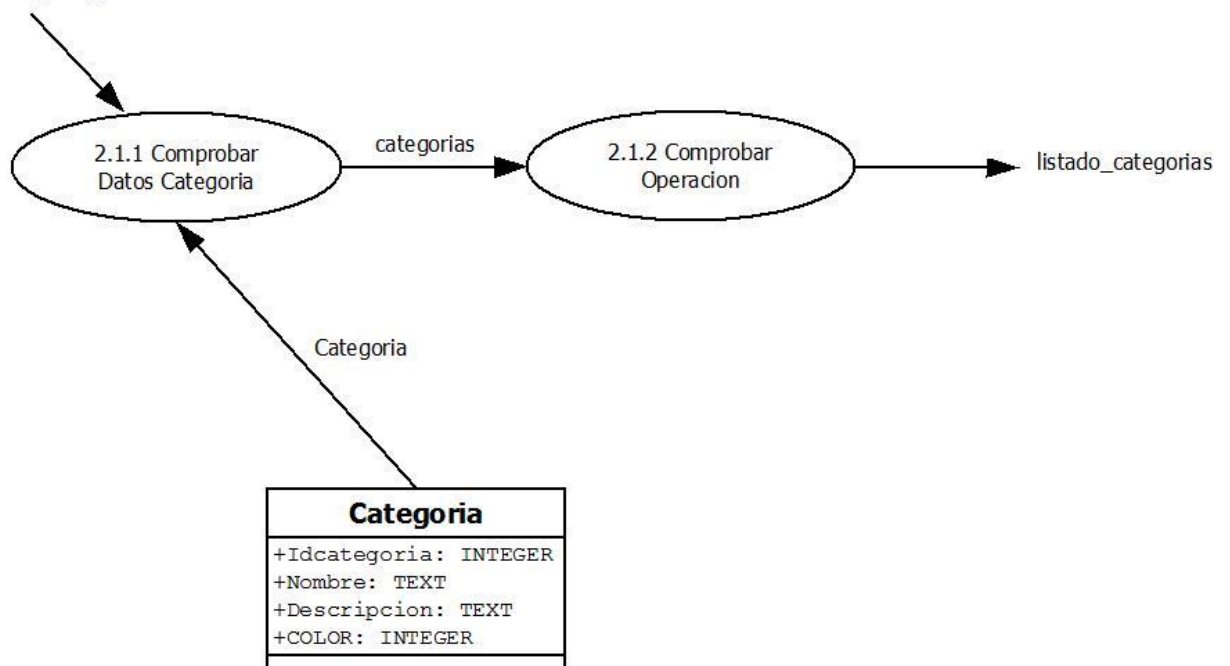 2.1.1 Comprobar
Datos Categoria
categorias
2.1.2 Comprobar
Operacion
listado_categorias
Categoria
Categoria
+Idcategoria: INTEGER
+Nombre: TEXT
+Descripcion: TEXT
+COLOR: INTEGER